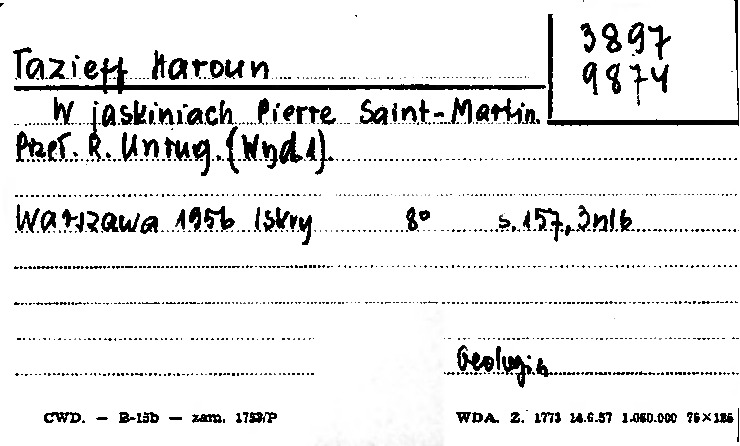 3897
9874
Tazieff Haroun
W jaskiniach Pierre Saint-Martin.
Przeł. R. Unrug. (Wyd.1).
Warszawa 1956 Iskry 8° s.157, 3nlb
Geologia
CWD. — B-15b — zam. 1753/P
WDA. Z. 1773 14.6.57 1.060.000 75×125